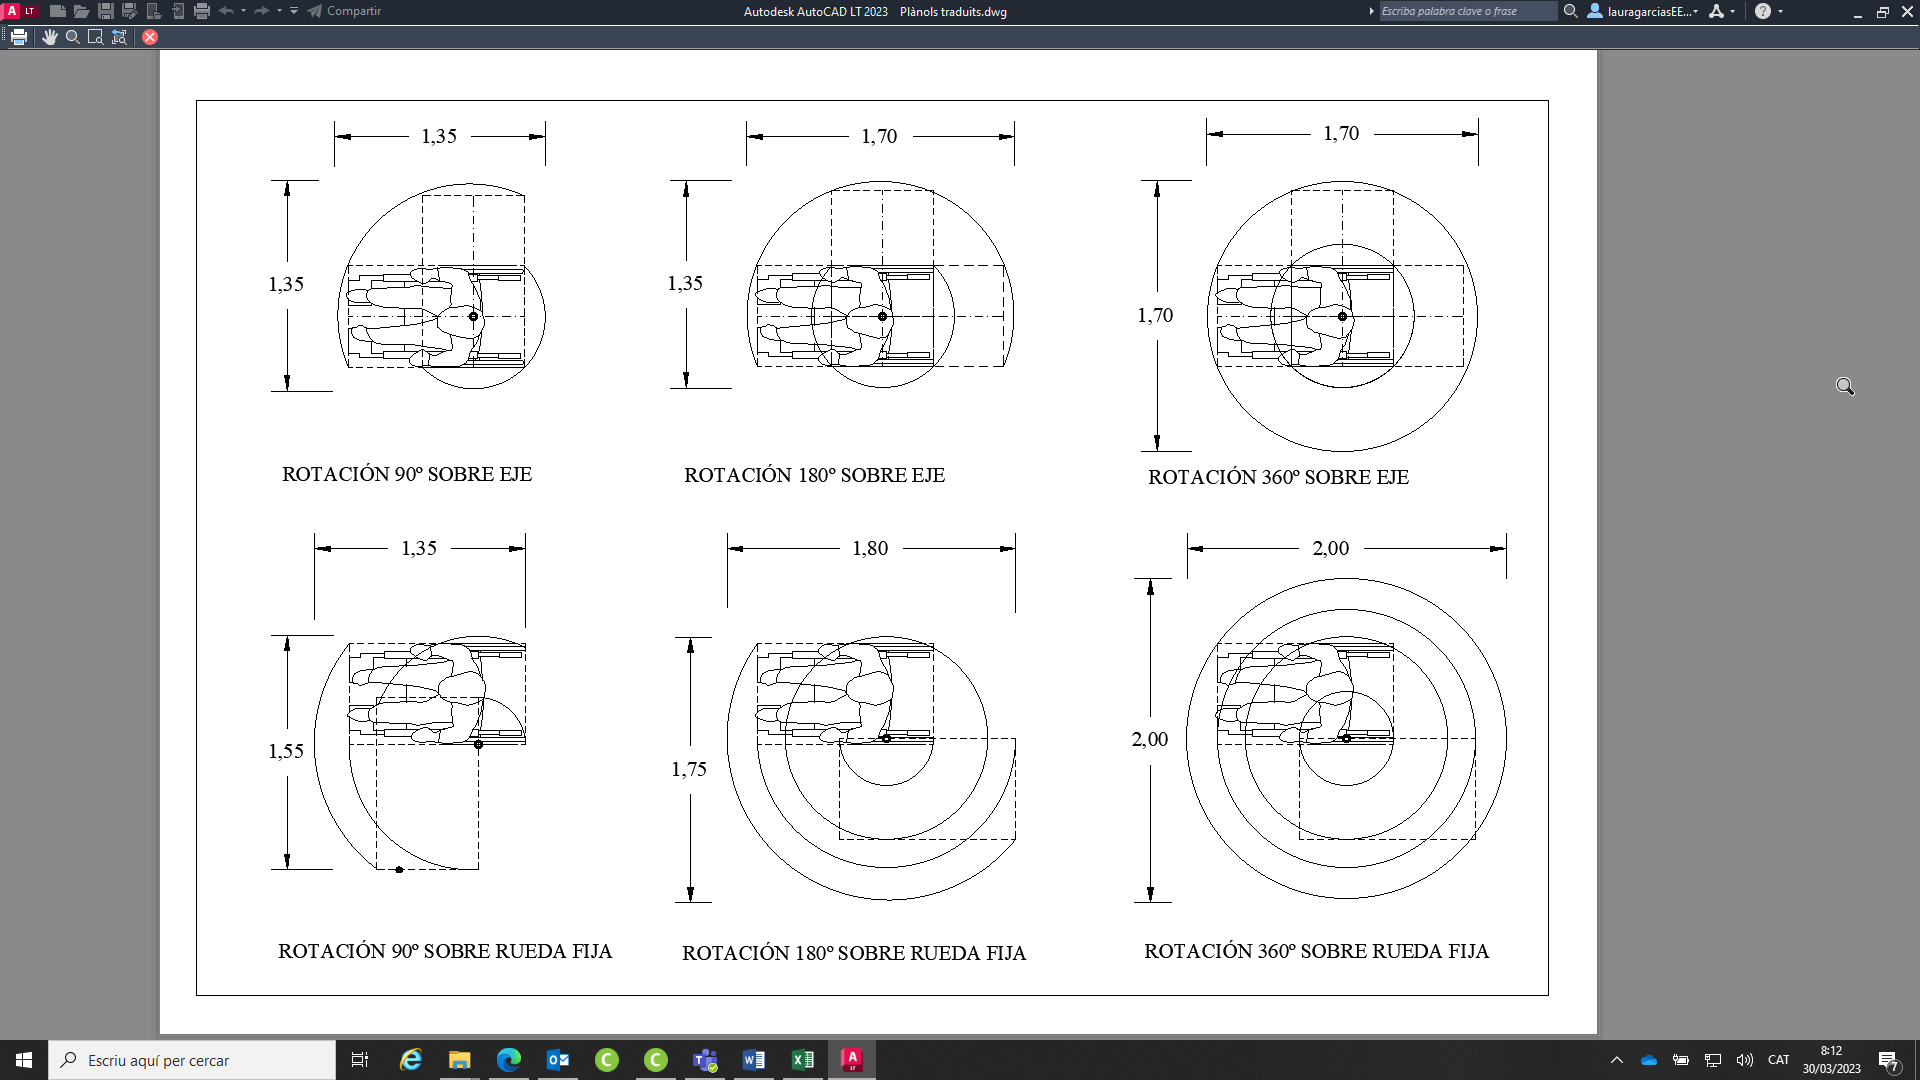 A LT
Compartir
Autodesk AutoCAD LT 2023 Plànols traduits.dwg
Escriba palabra clave o frase
lauragarciasEE...
1,35
1,70
1,70
1,35
1,35
1,70
ROTACIÓN 90º SOBRE EJE
ROTACIÓN 180º SOBRE EJE
ROTACIÓN 360º SOBRE EJE
1,35
1,80
2,00
1,55
1,75
2,00
ROTACIÓN 90º SOBRE RUEDA FIJA
ROTACIÓN 180º SOBRE RUEDA FIJA
ROTACIÓN 360º SOBRE RUEDA FIJA
Escriu aquí per cercar
CAT
8:12
30/03/2023
7